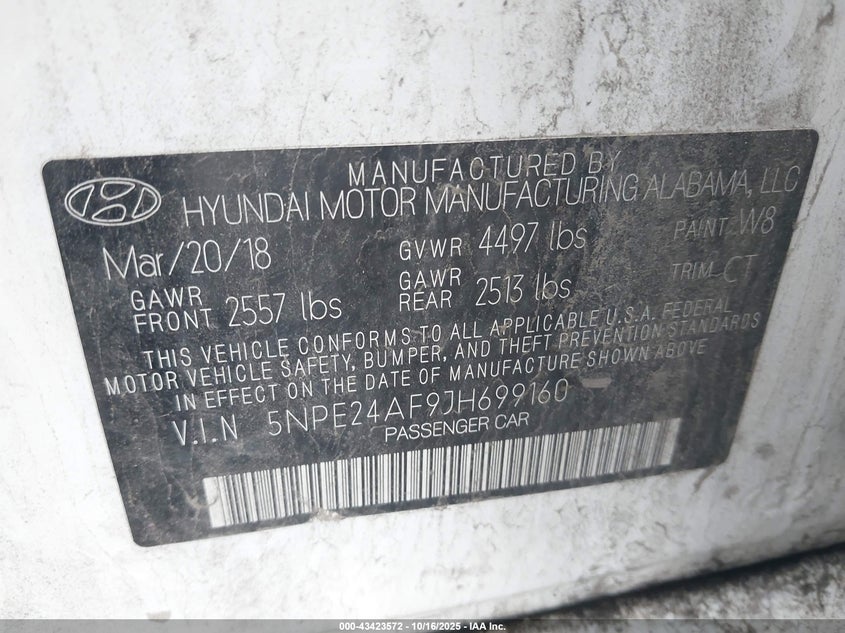 MANUFACTURED BY
HYUNDAI MOTOR MANUFACTURING ALABAMA, LLC
Mar/20/18 GVWR 4497 lbs PAINT W8
GAWR FRONT 2557 lbs GAWR REAR 2513 lbs TRIM CT
THIS VEHICLE CONFORMS TO ALL APPLICABLE U.S.A. FEDERAL
MOTOR VEHICLE SAFETY, BUMPER, AND THEFT PREVENTION STANDARDS
IN EFFECT ON THE DATE OF MANUFACTURE SHOWN ABOVE
V.I.N 5NPE24AF9JH699160
PASSENGER CAR
000-43423572 - 10/16/2025 - IAA Inc.